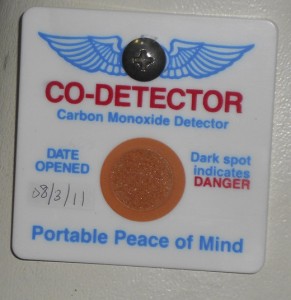 CO-DETECTOR
Carbon Monoxide Detector
DATE
OPENED
08/3/11
Dark spot
indicates
DANGER
Portable Peace of Mind